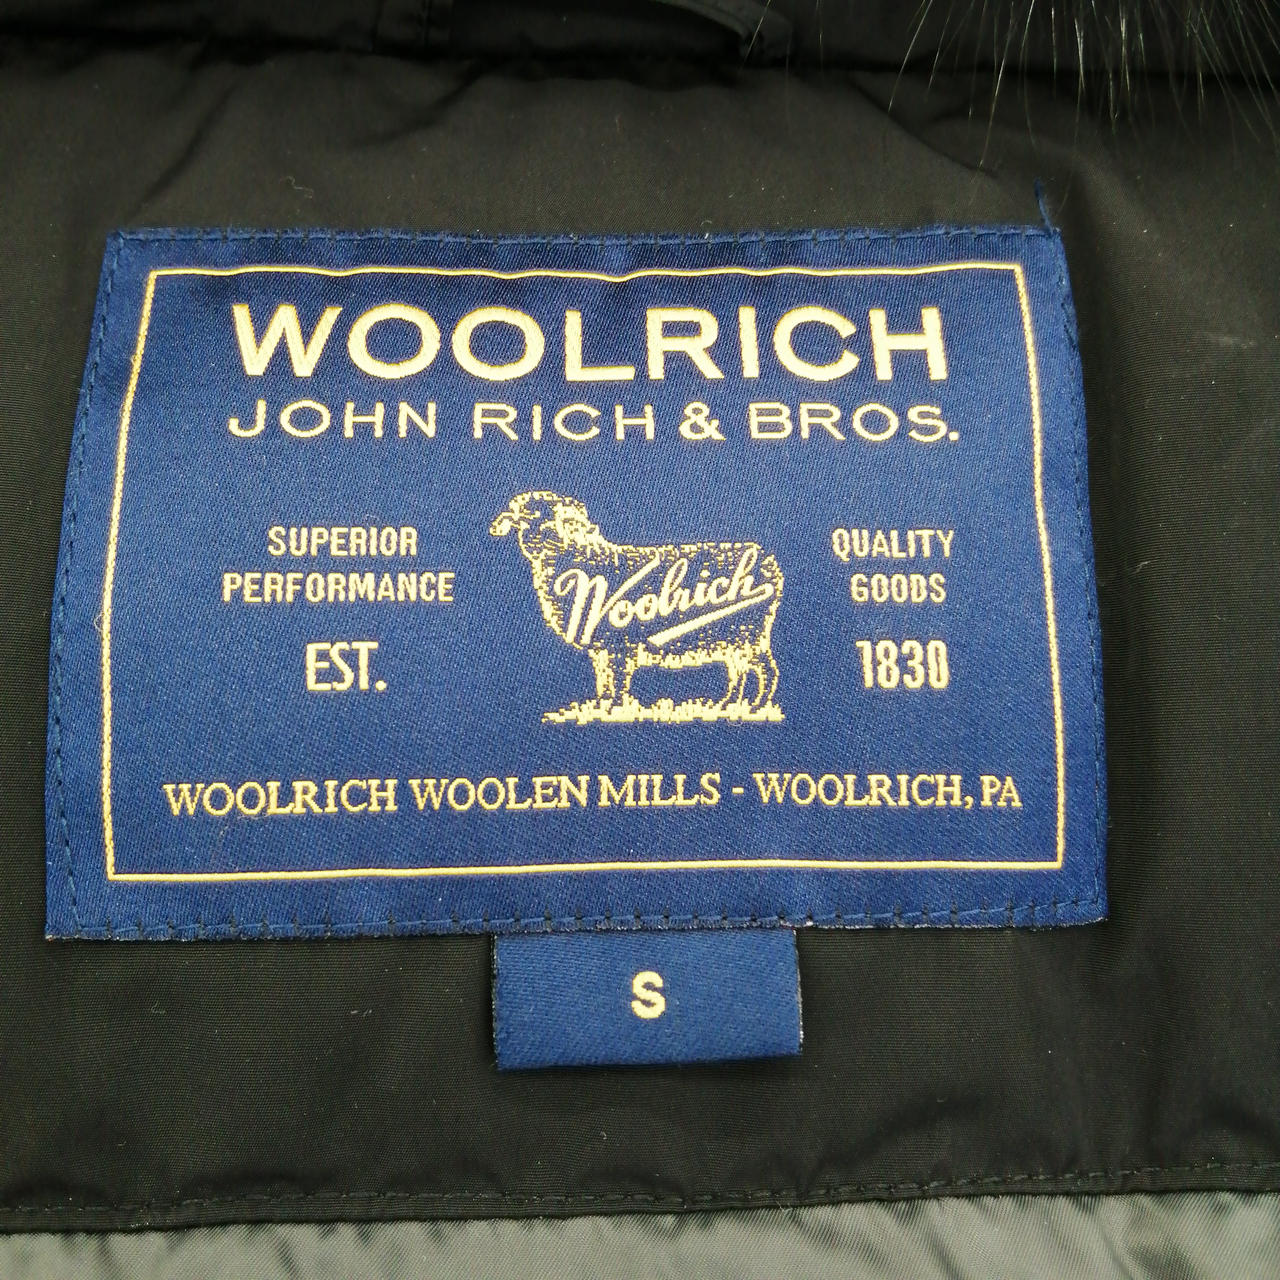 WOOLRICH
JOHN RICH & BROS.
SUPERIOR
PERFORMANCE
EST.
Woolrich
QUALITY
GOODS
1830
WOOLRICH WOOLEN MILLS - WOOLRICH, PA
S